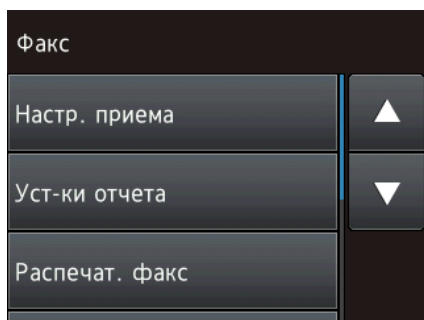 Факс
Настр. приема
Уст-ки отчета
Распечат. факс